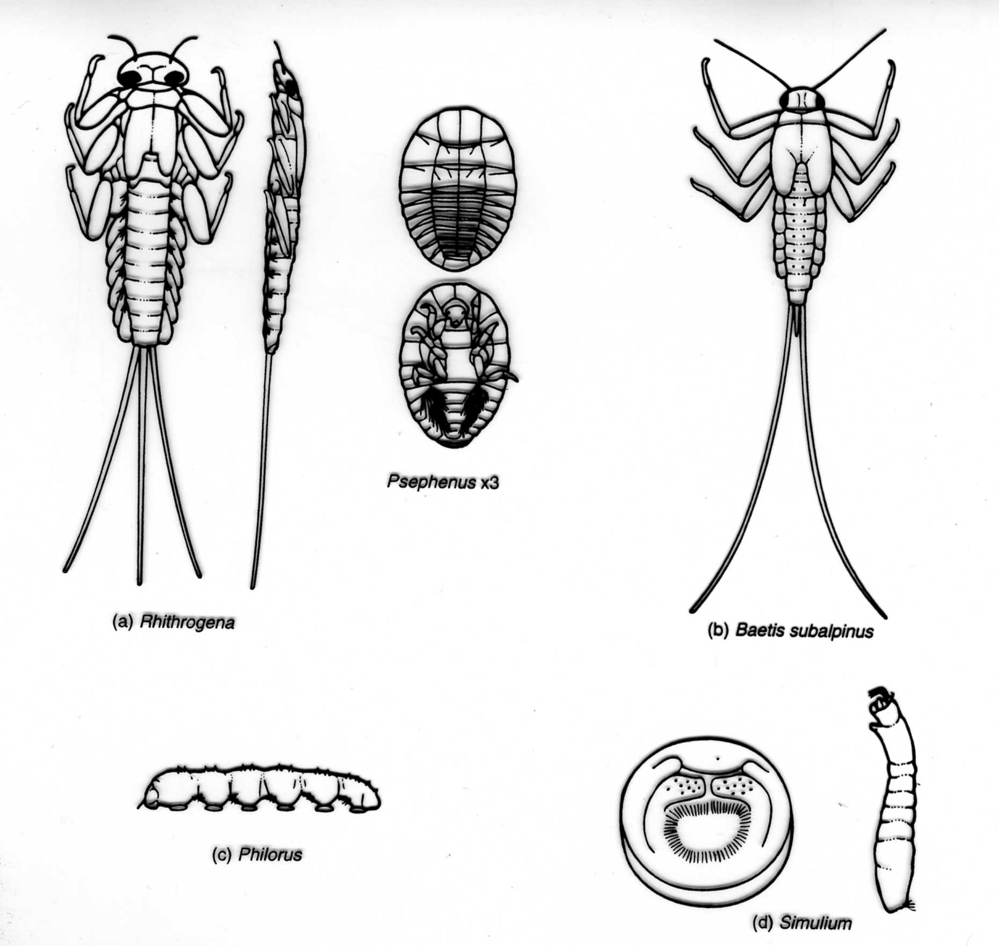 Psephenus x3
(a) Rhithrogena
(b) Baetis subalpinus
(c) Philorus
(d) Simulium